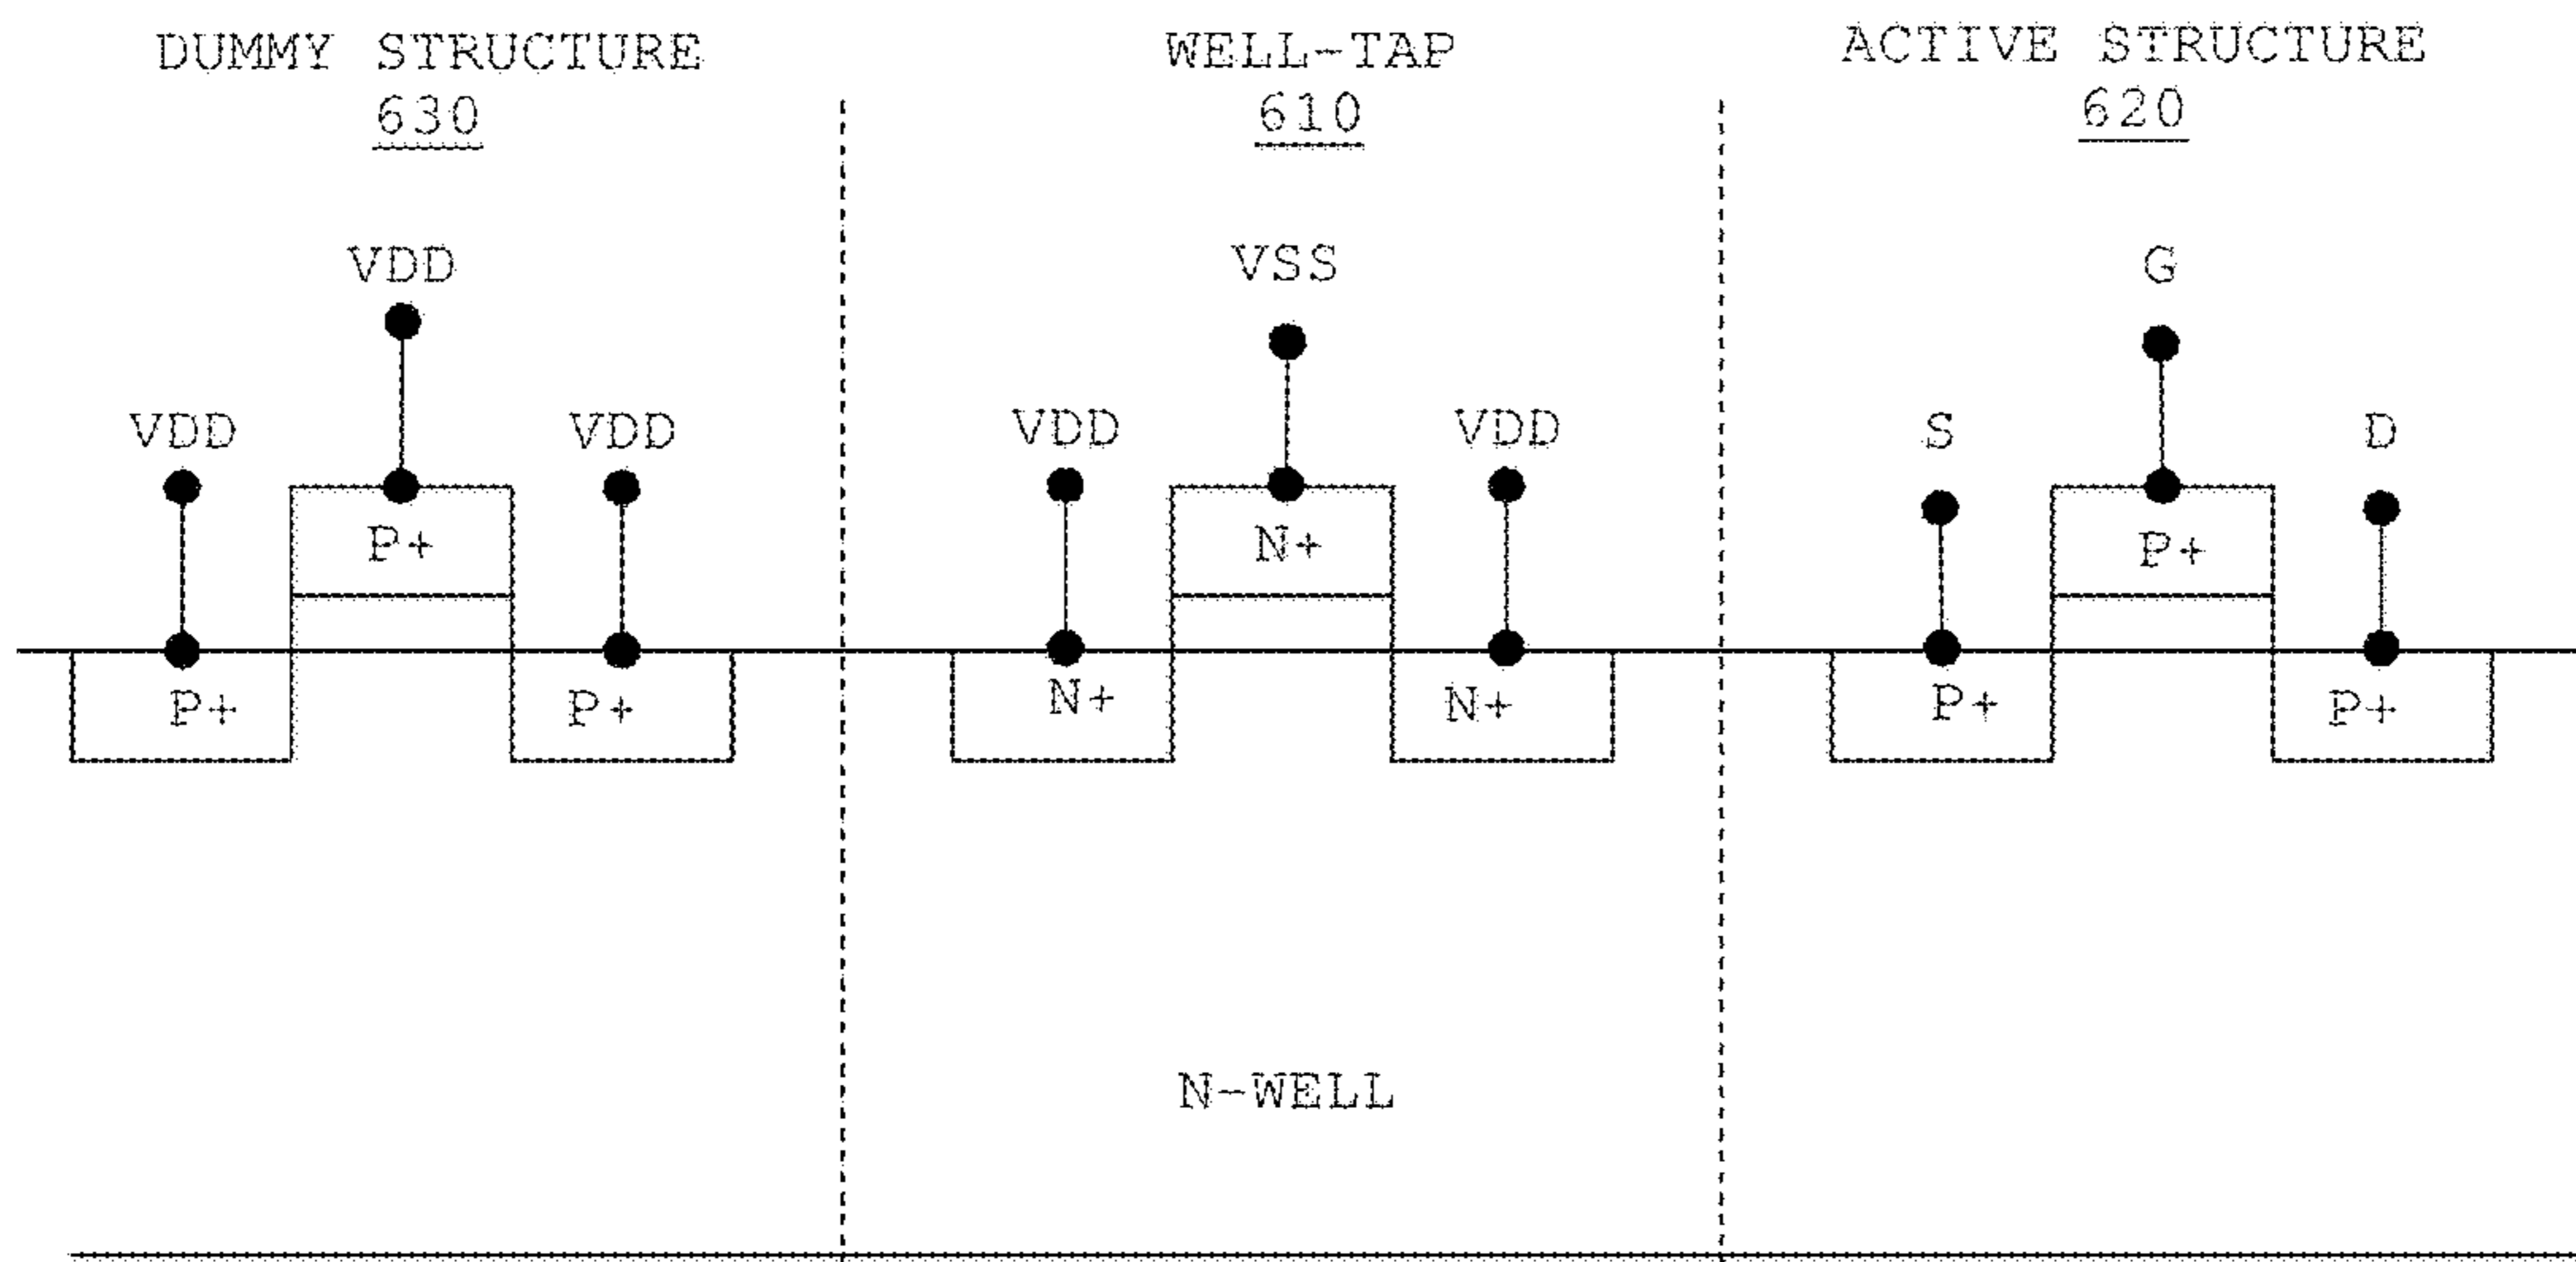 DUMMY STRUCTURE
630
WELL-TAP
610
ACTIVE STRUCTURE
620
VDD
VSS
G
VDD
VDD
VDD
VDD
S
D
P+
N+
P+
P+
P+
N+
N+
P+
P+
N-WELL